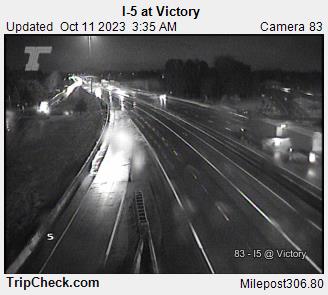 I-5 at Victory
Updated Oct 11 2023 3:35 AM Camera 83
T
S
83 - I5 @ Victory
TripCheck.com Milepost306.80